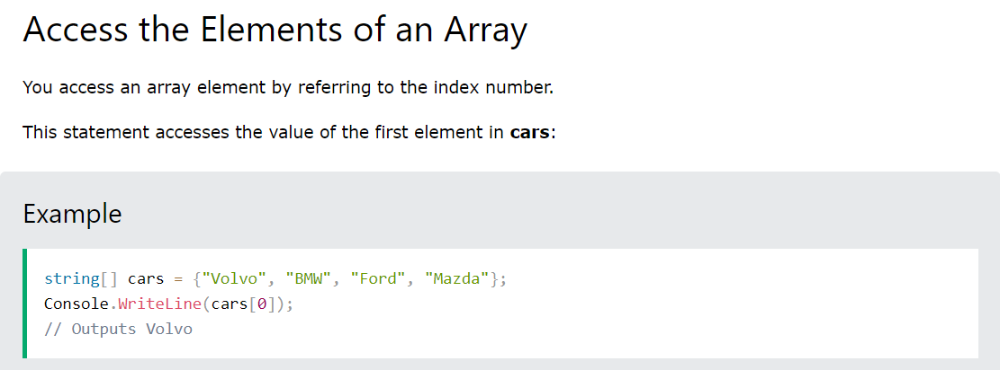 Access the Elements of an Array
You access an array element by referring to the index number.
This statement accesses the value of the first element in cars:
Example
string[] cars = {"Volvo", "BMW", "Ford", "Mazda"};
Console.WriteLine(cars[0]);
// Outputs Volvo